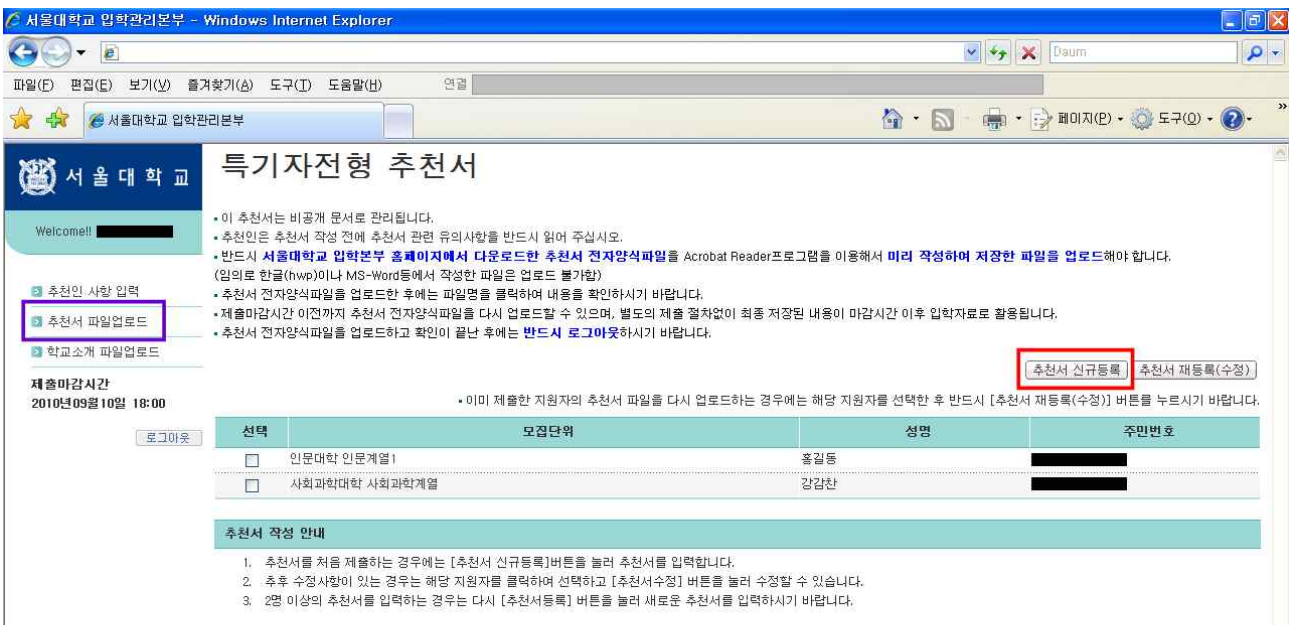 서울대학교 입학관리본부 - Windows Internet Explorer
Daum
파일(F) 편집(E) 보기(V) 즐겨찾기(A) 도구(T) 도움말(H) 연결
서울대학교 입학관리본부
페이지(P) 도구(O)
서울대학교
Welcome!!
추천인 사항 입력
추천서 파일업로드
학교소개 파일업로드
제출마감시간
2010년09월10일 18:00
로그아웃
특기자전형 추천서
• 이 추천서는 비공개 문서로 관리됩니다.
• 추천인은 추천서 작성 전에 추천서 관련 유의사항을 반드시 읽어 주십시오.
• 반드시 서울대학교 입학본부 홈페이지에서 다운로드한 추천서 전자양식파일을 Acrobat Reader프로그램을 이용해서 미리 작성하여 저장한 파일을 업로드해야 합니다.
(임의로 한글(hwp)이나 MS-Word등에서 작성한 파일은 업로드 불가함)
• 추천서 전자양식파일을 업로드한 후에는 파일명을 클릭하여 내용을 확인하시기 바랍니다.
• 제출마감시간 이전까지 추천서 전자양식파일을 다시 업로드할 수 있으며, 별도의 제출 절차없이 최종 저장된 내용이 마감시간 이후 입학자료로 활용됩니다.
• 추천서 전자양식파일을 업로드하고 확인이 끝난 후에는 반드시 로그아웃하시기 바랍니다.
추천서 신규등록 추천서 재등록(수정)
• 이미 제출한 지원자의 추천서 파일을 다시 업로드하는 경우에는 해당 지원자를 선택한 후 반드시 [추천서 재등록(수정)] 버튼를 누르시기 바랍니다.
선택 모집단위 성명 주민번호
인문대학 인문계열1 홍길동
사회과학대학 사회과학계열 강감찬
추천서 작성 안내
1. 추천서를 처음 제출하는 경우에는 [추천서 신규등록]버튼을 눌러 추천서를 입력합니다.
2. 추후 수정사항이 있는 경우는 해당 지원자를 클릭하여 선택하고 [추천서수정] 버튼을 눌러 수정할 수 있습니다.
3. 2명 이상의 추천서를 입력하는 경우는 다시 [추천서등록] 버튼을 눌러 새로운 추천서를 입력하시기 바랍니다.